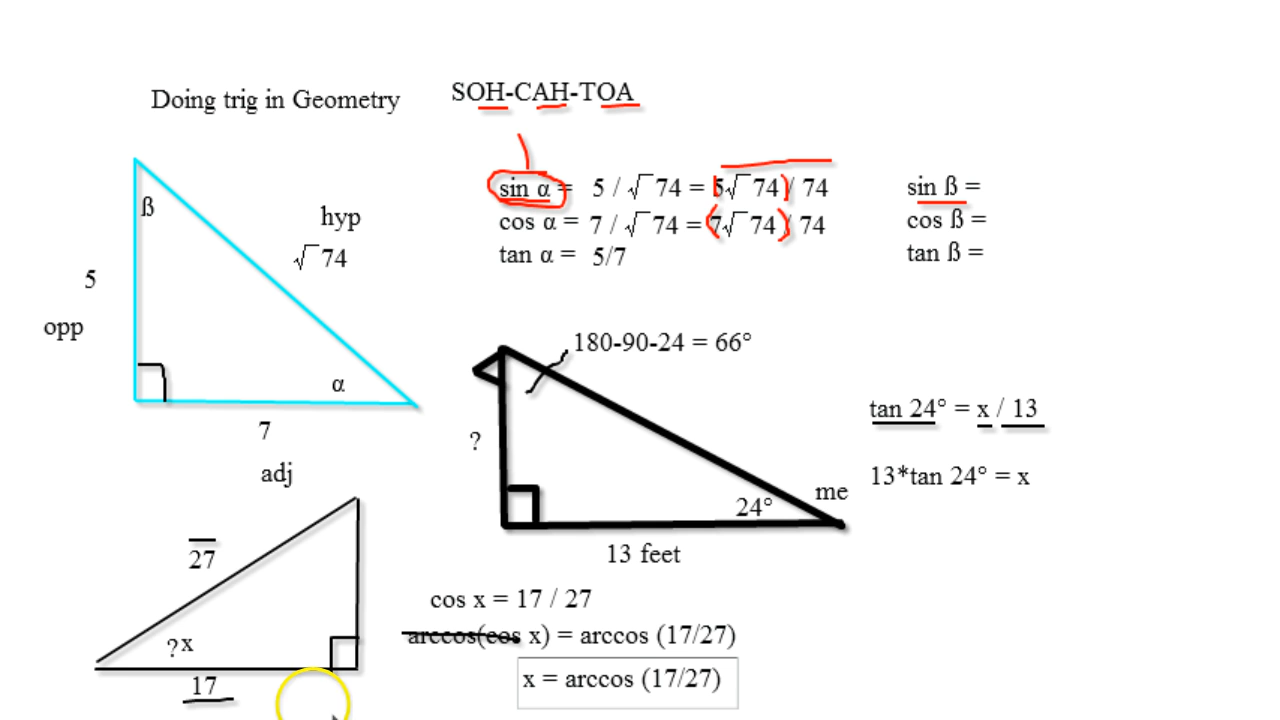 Doing trig in Geometry
SOH-CAH-TOA
ß
hyp
√74
5
opp
α
7
adj
sin α = 5 / √74 = (5√74) / 74
cos α = 7 / √74 = (7√74) / 74
tan α = 5/7
sin ß =
cos ß =
tan ß =
180-90-24 = 66°
?
24°
me
13 feet
tan 24° = x / 13
13*tan 24° = x
27
?x
17
cos x = 17 / 27
arccos(cos x) = arccos (17/27)
x = arccos (17/27)